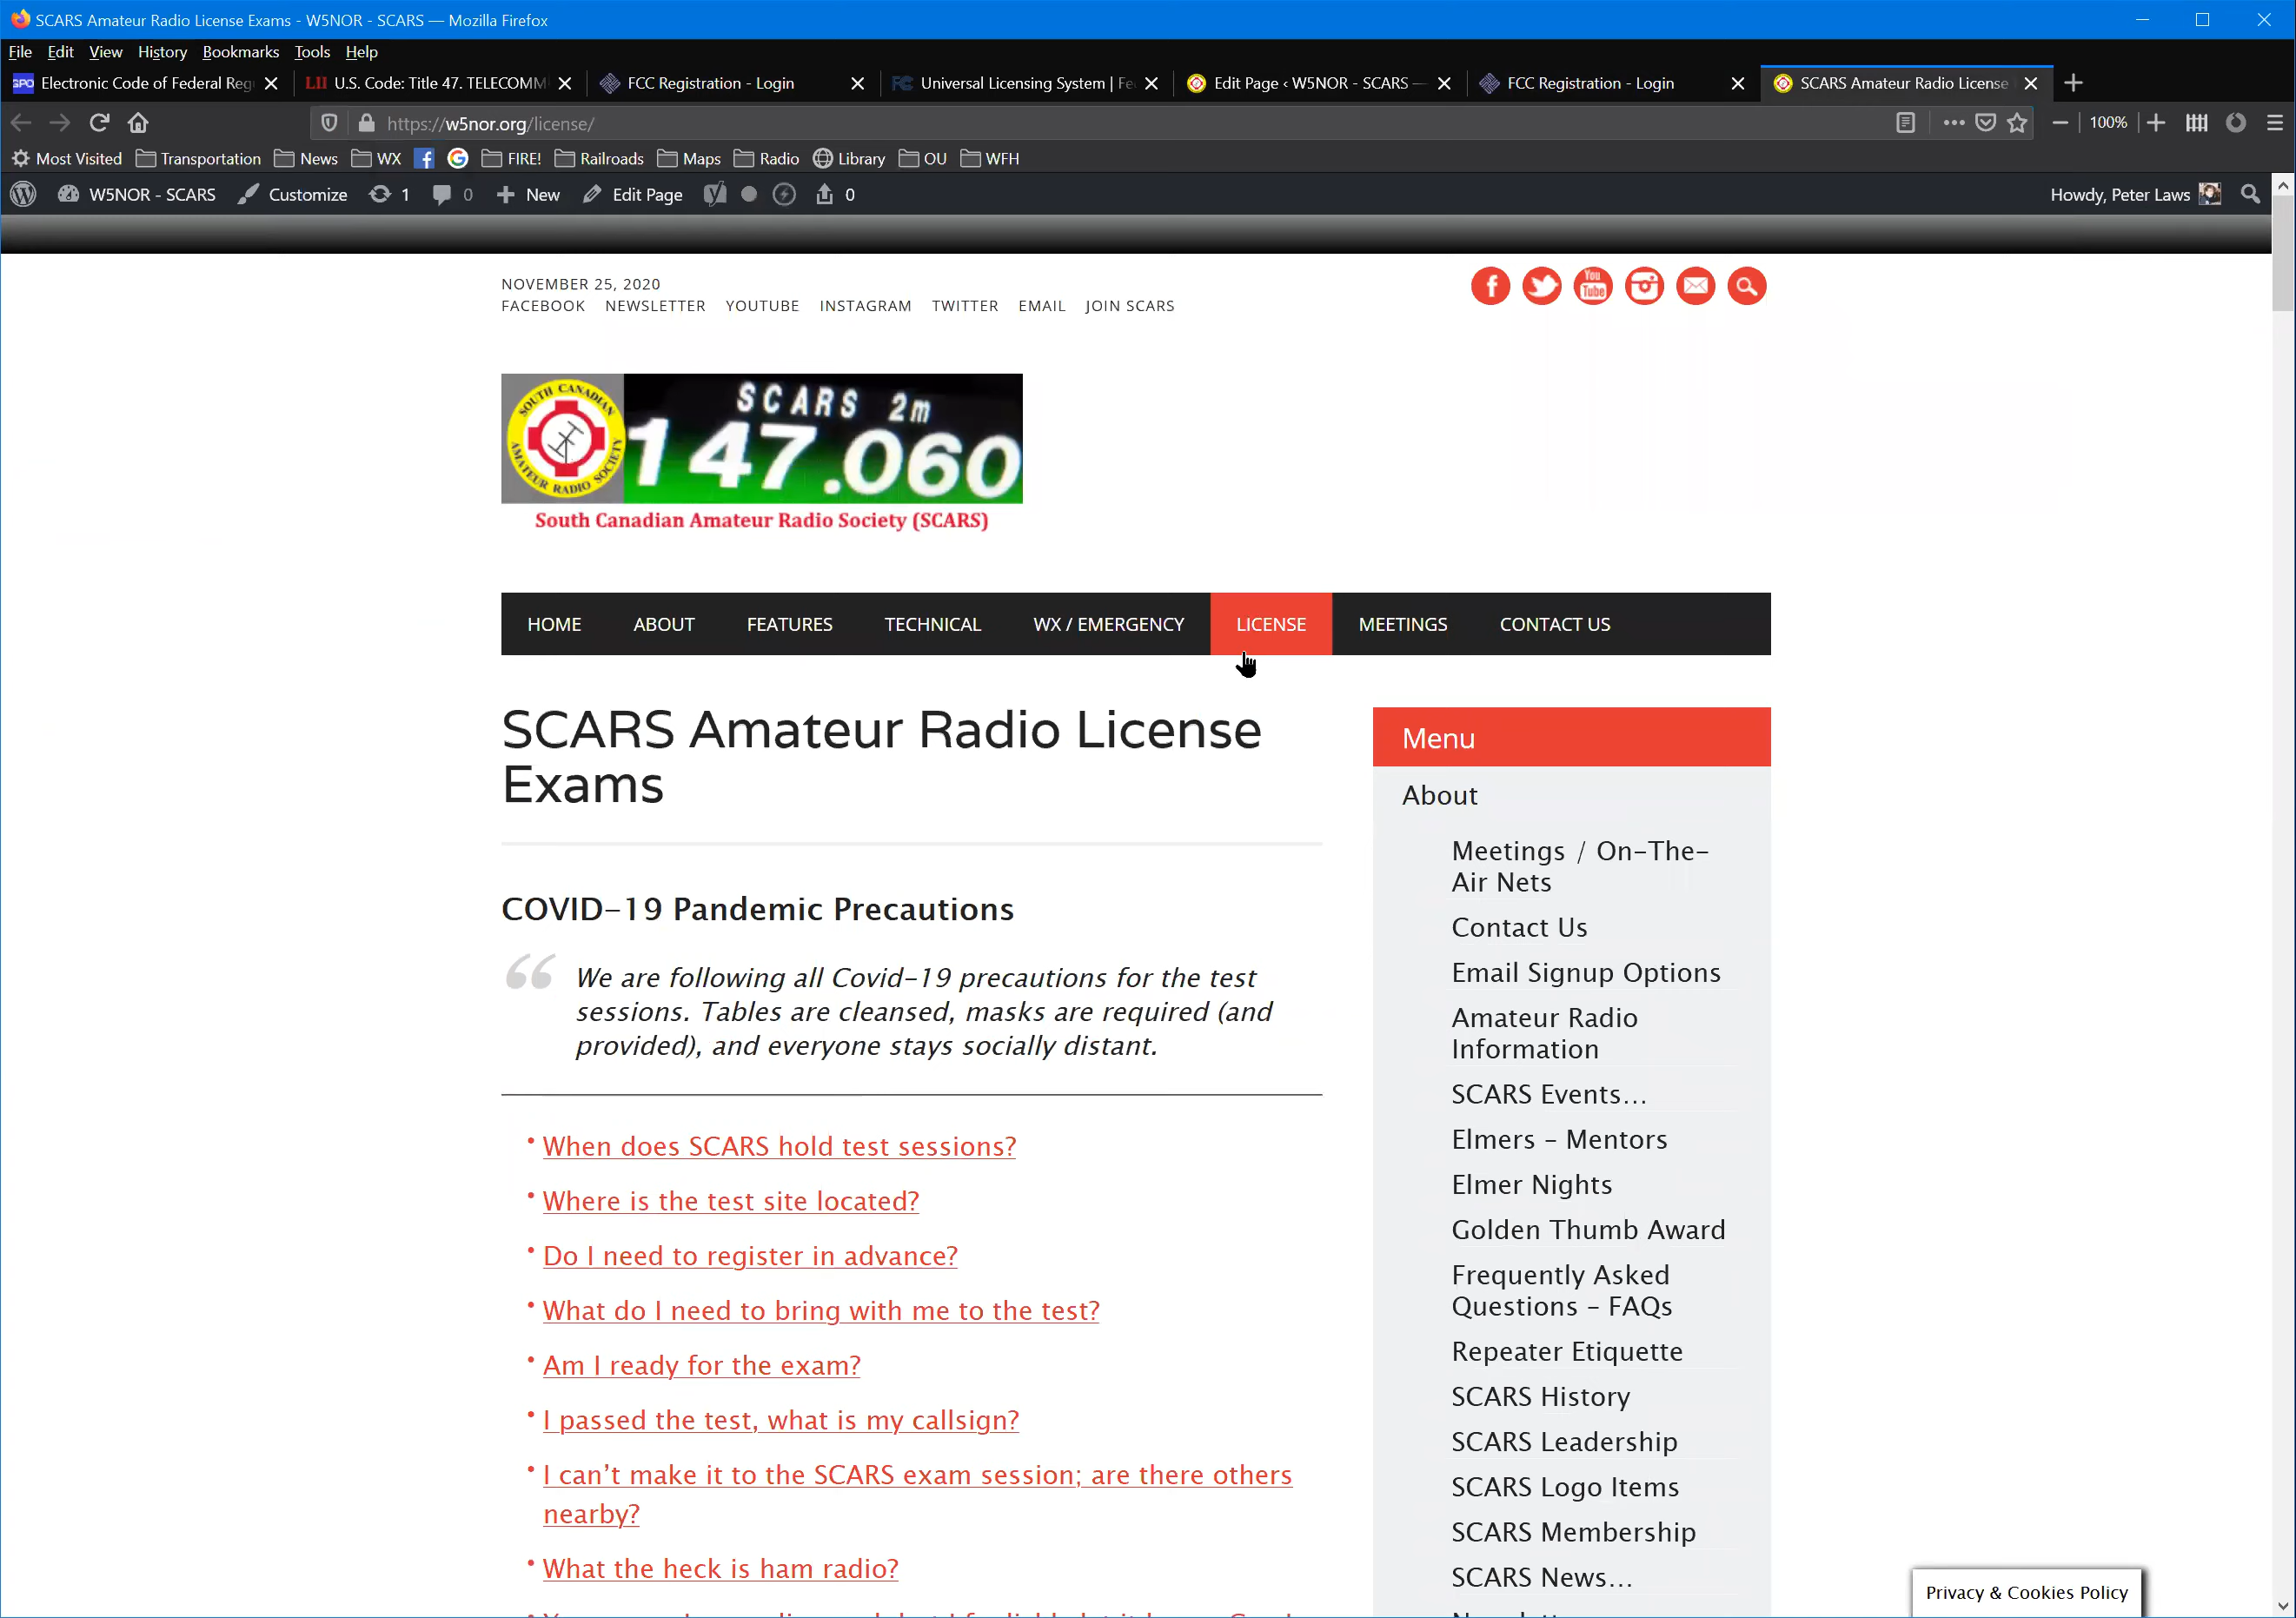 SCARS Amateur Radio License Exams - W5NOR - SCARS — Mozilla Firefox
File Edit View History Bookmarks Tools Help
GPO Electronic Code of Federal Reg LII U.S. Code: Title 47. TELECOMM FCC Registration - Login Universal Licensing System | Fe Edit Page ‹ W5NOR - SCARS — FCC Registration - Login SCARS Amateur Radio License
https://w5nor.org/license/ 100%
Most Visited Transportation News WX FIRE! Railroads Maps Radio Library OU WFH
W5NOR - SCARS Customize 1 0 New Edit Page 0 Howdy, Peter Laws
NOVEMBER 25, 2020
FACEBOOK NEWSLETTER YOUTUBE INSTAGRAM TWITTER EMAIL JOIN SCARS
You Tube
SOUTH CANADIAN AMATEUR RADIO SOCIETY
SCARS 2m
147.060
South Canadian Amateur Radio Society (SCARS)
HOME ABOUT FEATURES TECHNICAL WX / EMERGENCY LICENSE MEETINGS CONTACT US
SCARS Amateur Radio License
Exams
COVID-19 Pandemic Precautions
“ We are following all Covid-19 precautions for the test
sessions. Tables are cleansed, masks are required (and
provided), and everyone stays socially distant.
• When does SCARS hold test sessions?
• Where is the test site located?
• Do I need to register in advance?
• What do I need to bring with me to the test?
• Am I ready for the exam?
• I passed the test, what is my callsign?
• I can’t make it to the SCARS exam session; are there others
nearby?
• What the heck is ham radio?
Menu
About
Meetings / On-The-
Air Nets
Contact Us
Email Signup Options
Amateur Radio
Information
SCARS Events…
Elmers – Mentors
Elmer Nights
Golden Thumb Award
Frequently Asked
Questions – FAQs
Repeater Etiquette
SCARS History
SCARS Leadership
SCARS Logo Items
SCARS Membership
SCARS News…
Privacy & Cookies Policy